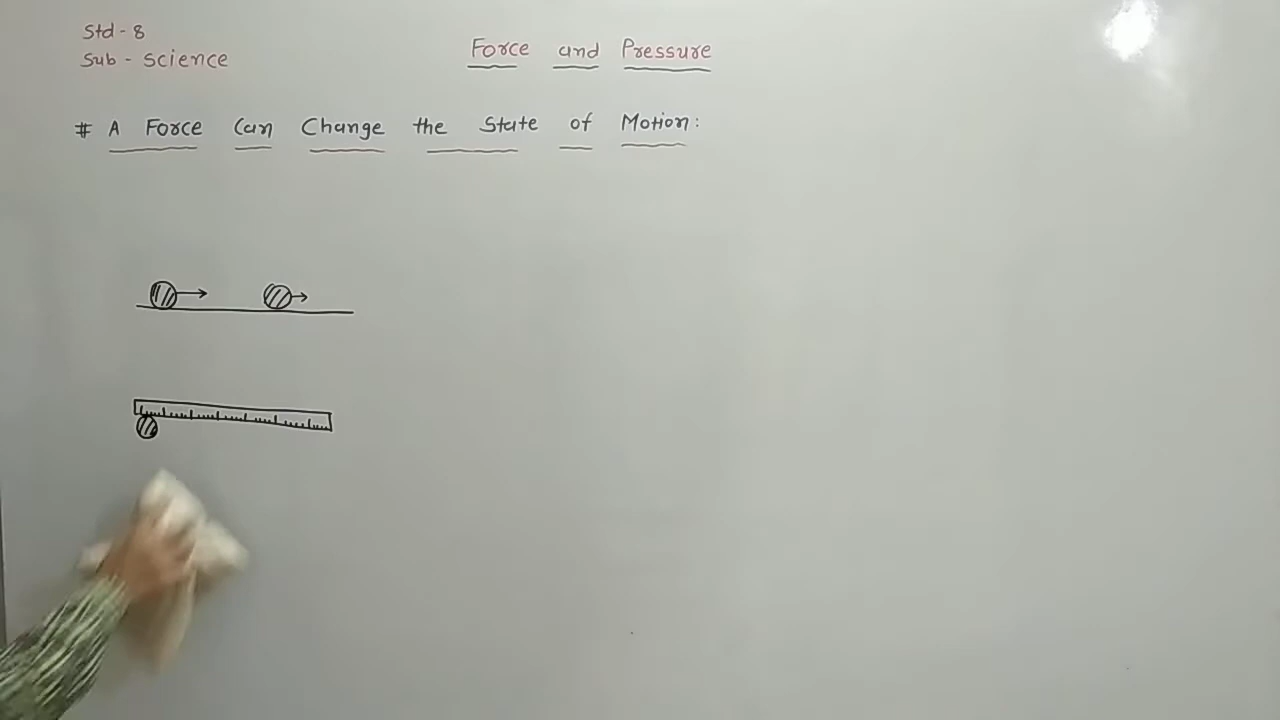 Std - 8
Sub - Science
Force and Pressure
# A Force Can Change the State of Motion: